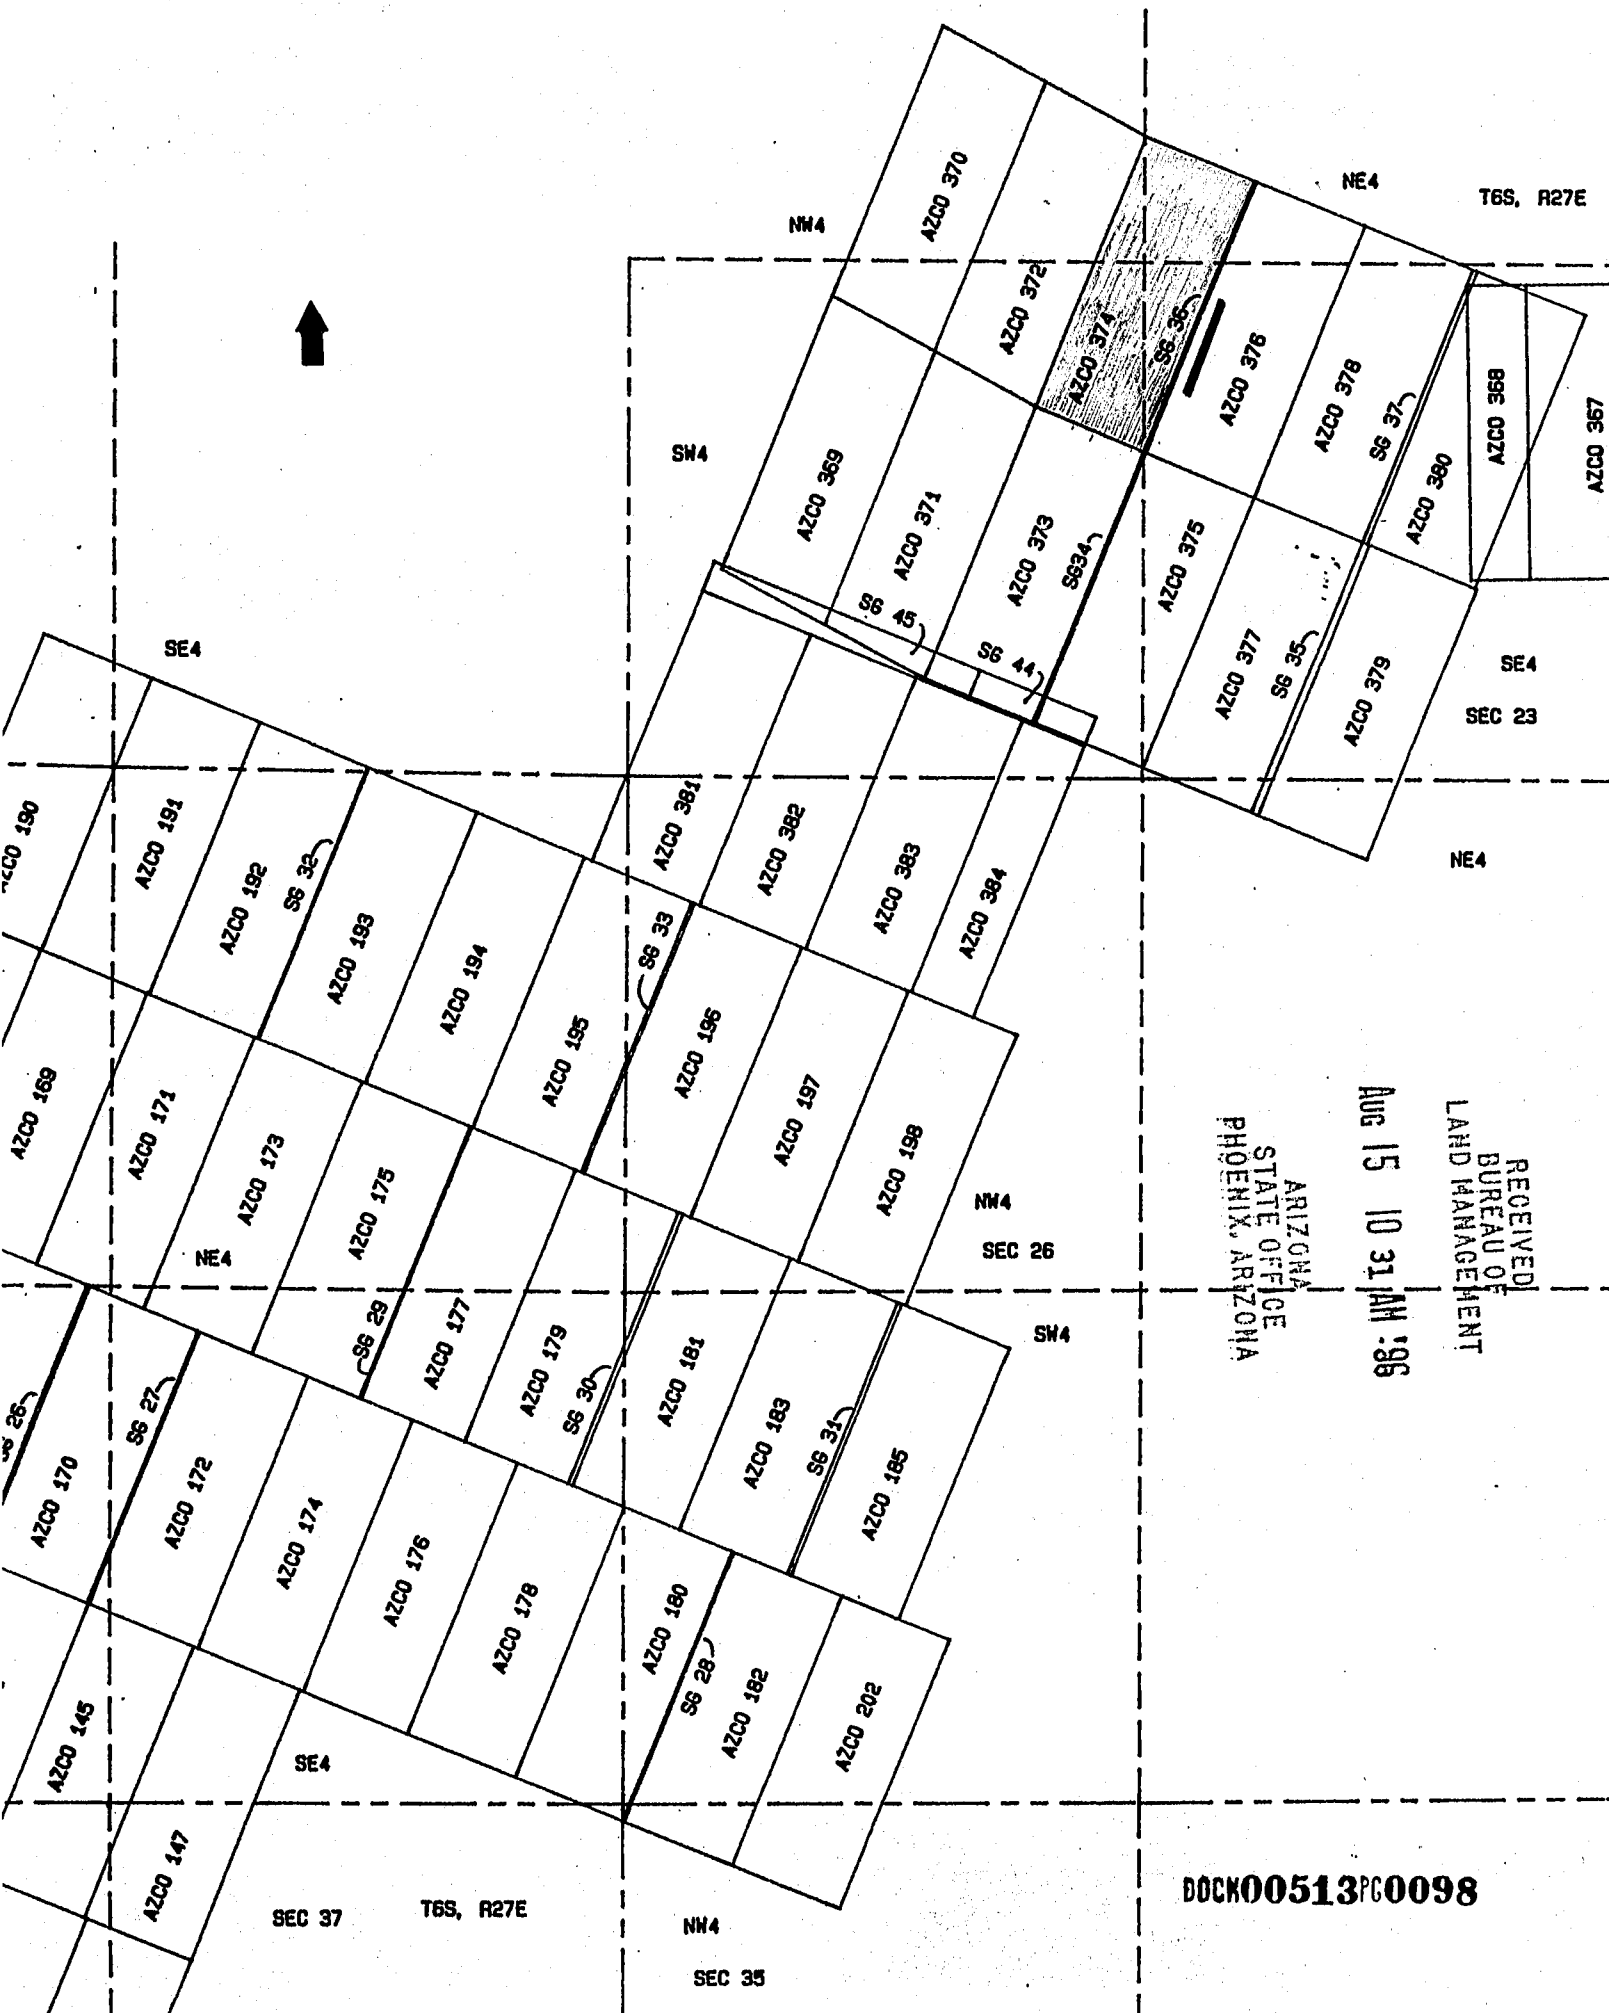 NE4
T6S, R27E
NW4
AZCO 370
AZCO 372
AZCO 374
SG 36
AZCO 376
AZCO 378
SG 37
AZCO 380
AZCO 368
AZCO 367
SW4
AZCO 369
AZCO 371
AZCO 373
SG34
AZCO 375
AZCO 377
SG 35
AZCO 379
SG 45
SG 44
SE4
SEC 23
SE4
NE4
AZCO 190
AZCO 191
AZCO 192
SG 32
AZCO 193
AZCO 194
AZCO 195
SG 33
AZCO 381
AZCO 382
AZCO 383
AZCO 384
AZCO 196
AZCO 197
AZCO 198
AZCO 169
AZCO 171
AZCO 173
AZCO 175
NE4
SG 29
AZCO 177
AZCO 179
SG 30
AZCO 181
AZCO 183
SG 31
AZCO 185
NW4
SEC 26
SW4
RECEIVED
BUREAU OF
LAND MANAGEMENT
AUG 15 10 31 AM '96
ARIZONA
STATE OFFICE
PHOENIX, ARIZONA
SG 26
AZCO 170
SG 27
AZCO 172
AZCO 174
AZCO 176
AZCO 178
AZCO 180
SG 28
AZCO 182
AZCO 202
AZCO 145
AZCO 147
SE4
SEC 37
T6S, R27E
NW4
SEC 35
DOCK00513PG0098